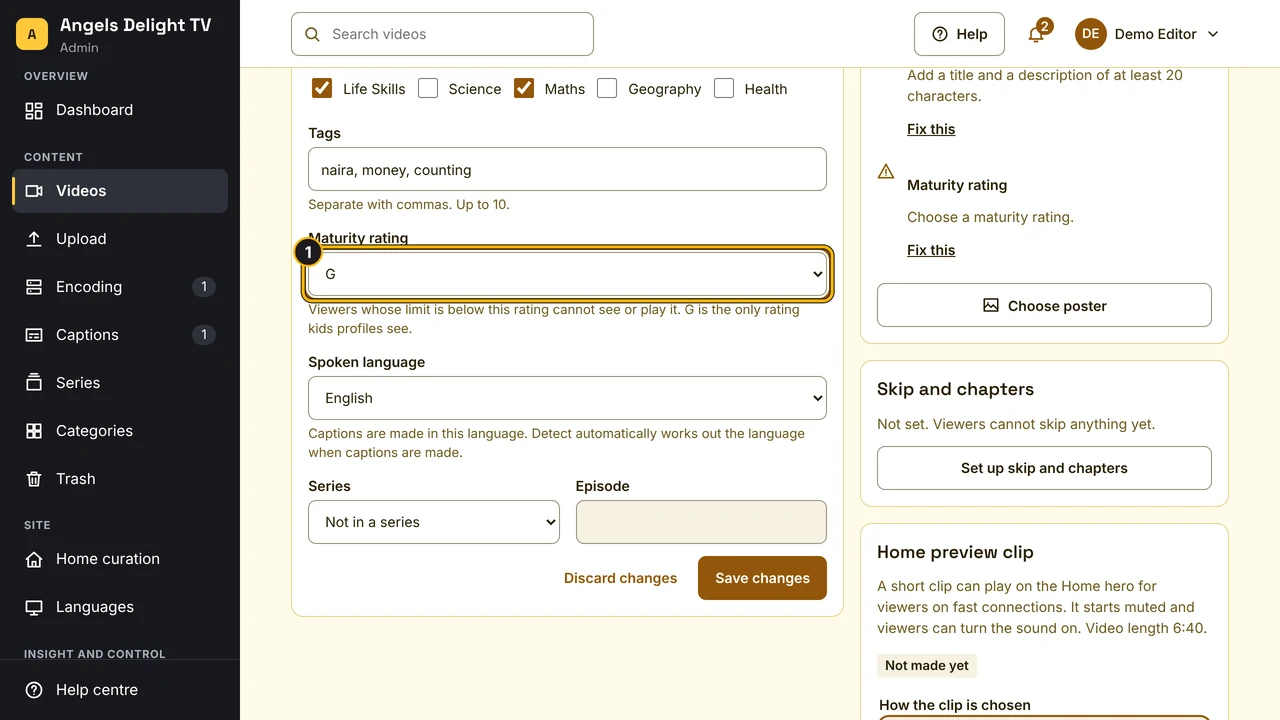 A
Angels Delight TV
Admin
OVERVIEW
Dashboard
CONTENT
Videos
Upload
Encoding
1
Captions
1
Series
Categories
Trash
SITE
Home curation
Languages
INSIGHT AND CONTROL
Help centre
Search videos
Help
2
DE
Demo Editor
Life Skills
Science
Maths
Geography
Health
Tags
naira, money, counting
Separate with commas. Up to 10.
Maturity rating
1
G
Viewers whose limit is below this rating cannot see or play it. G is the only rating
kids profiles see.
Spoken language
English
Captions are made in this language. Detect automatically works out the language
when captions are made.
Series
Episode
Not in a series
Discard changes
Save changes
Add a title and a description of at least 20
characters.
Fix this
Maturity rating
Choose a maturity rating.
Fix this
Choose poster
Skip and chapters
Not set. Viewers cannot skip anything yet.
Set up skip and chapters
Home preview clip
A short clip can play on the Home hero for
viewers on fast connections. It starts muted and
viewers can turn the sound on. Video length 6:40.
Not made yet
How the clip is chosen